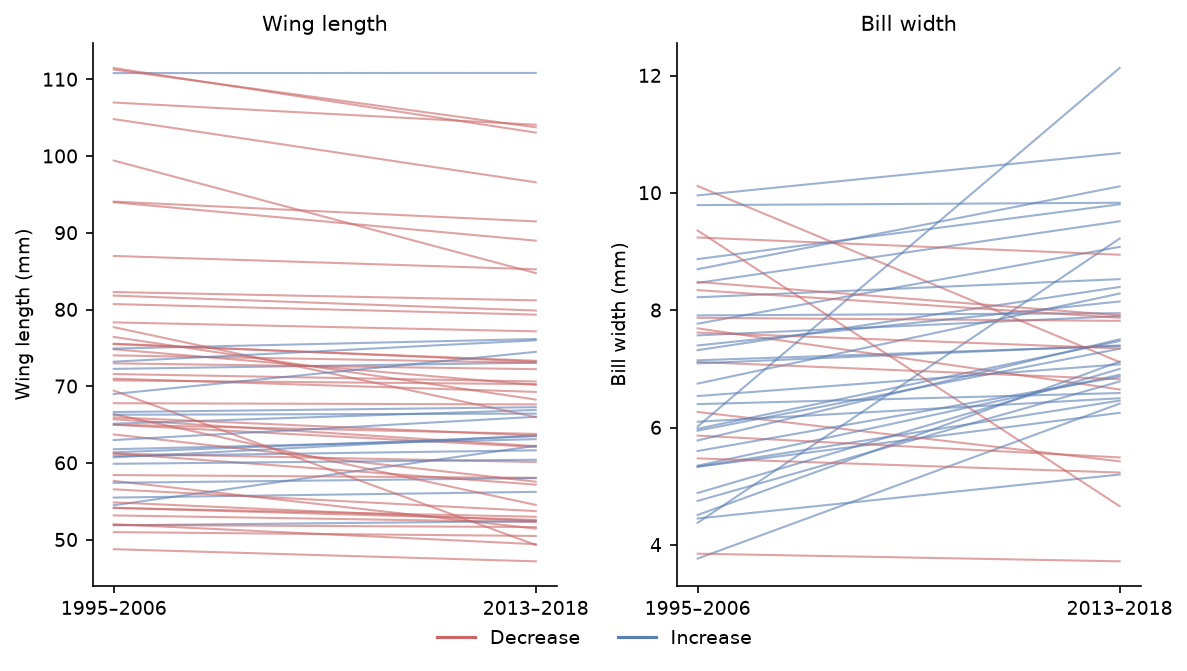 Wing length
Wing length (mm)
110
100
90
80
70
60
50
1995–2006
2013–2018
Bill width
Bill width (mm)
12
10
8
6
4
1995–2006
2013–2018
Decrease
Increase